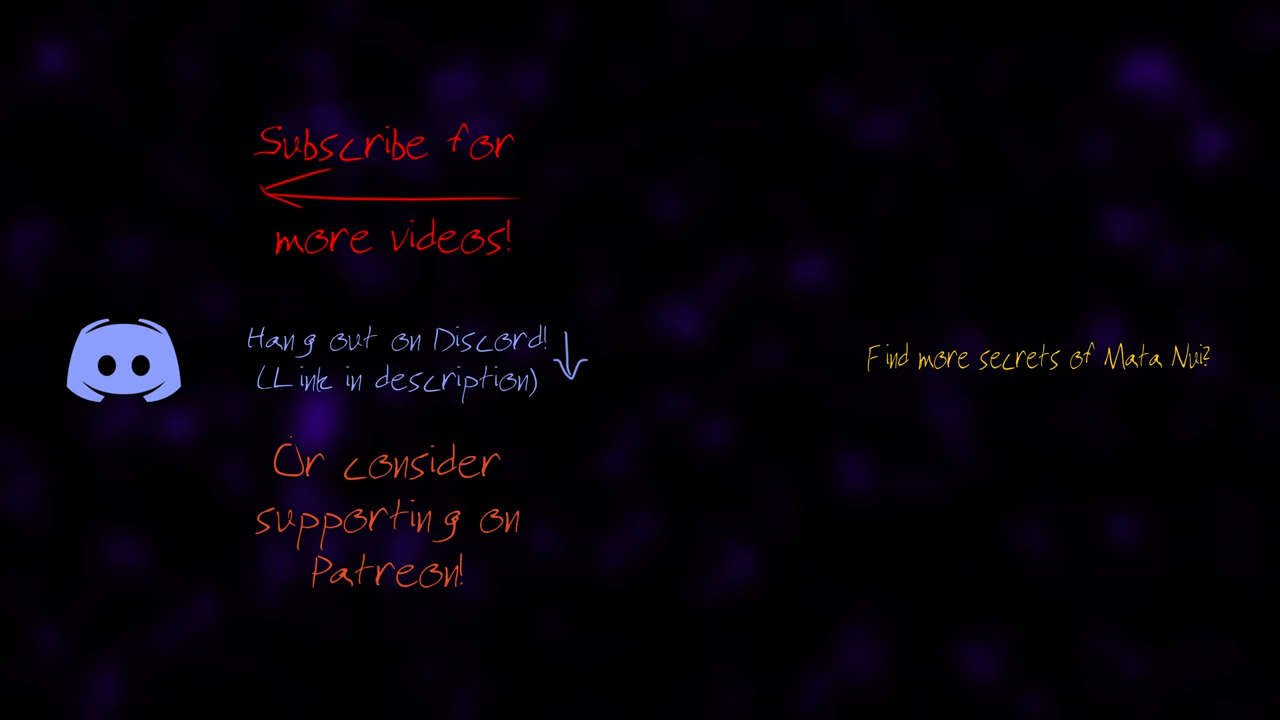 Subscribe for
more videos!
Hang out on Discord!
(Link in description)
Or consider
supporting on
Patreon!
Find more secrets of Mata Nui?